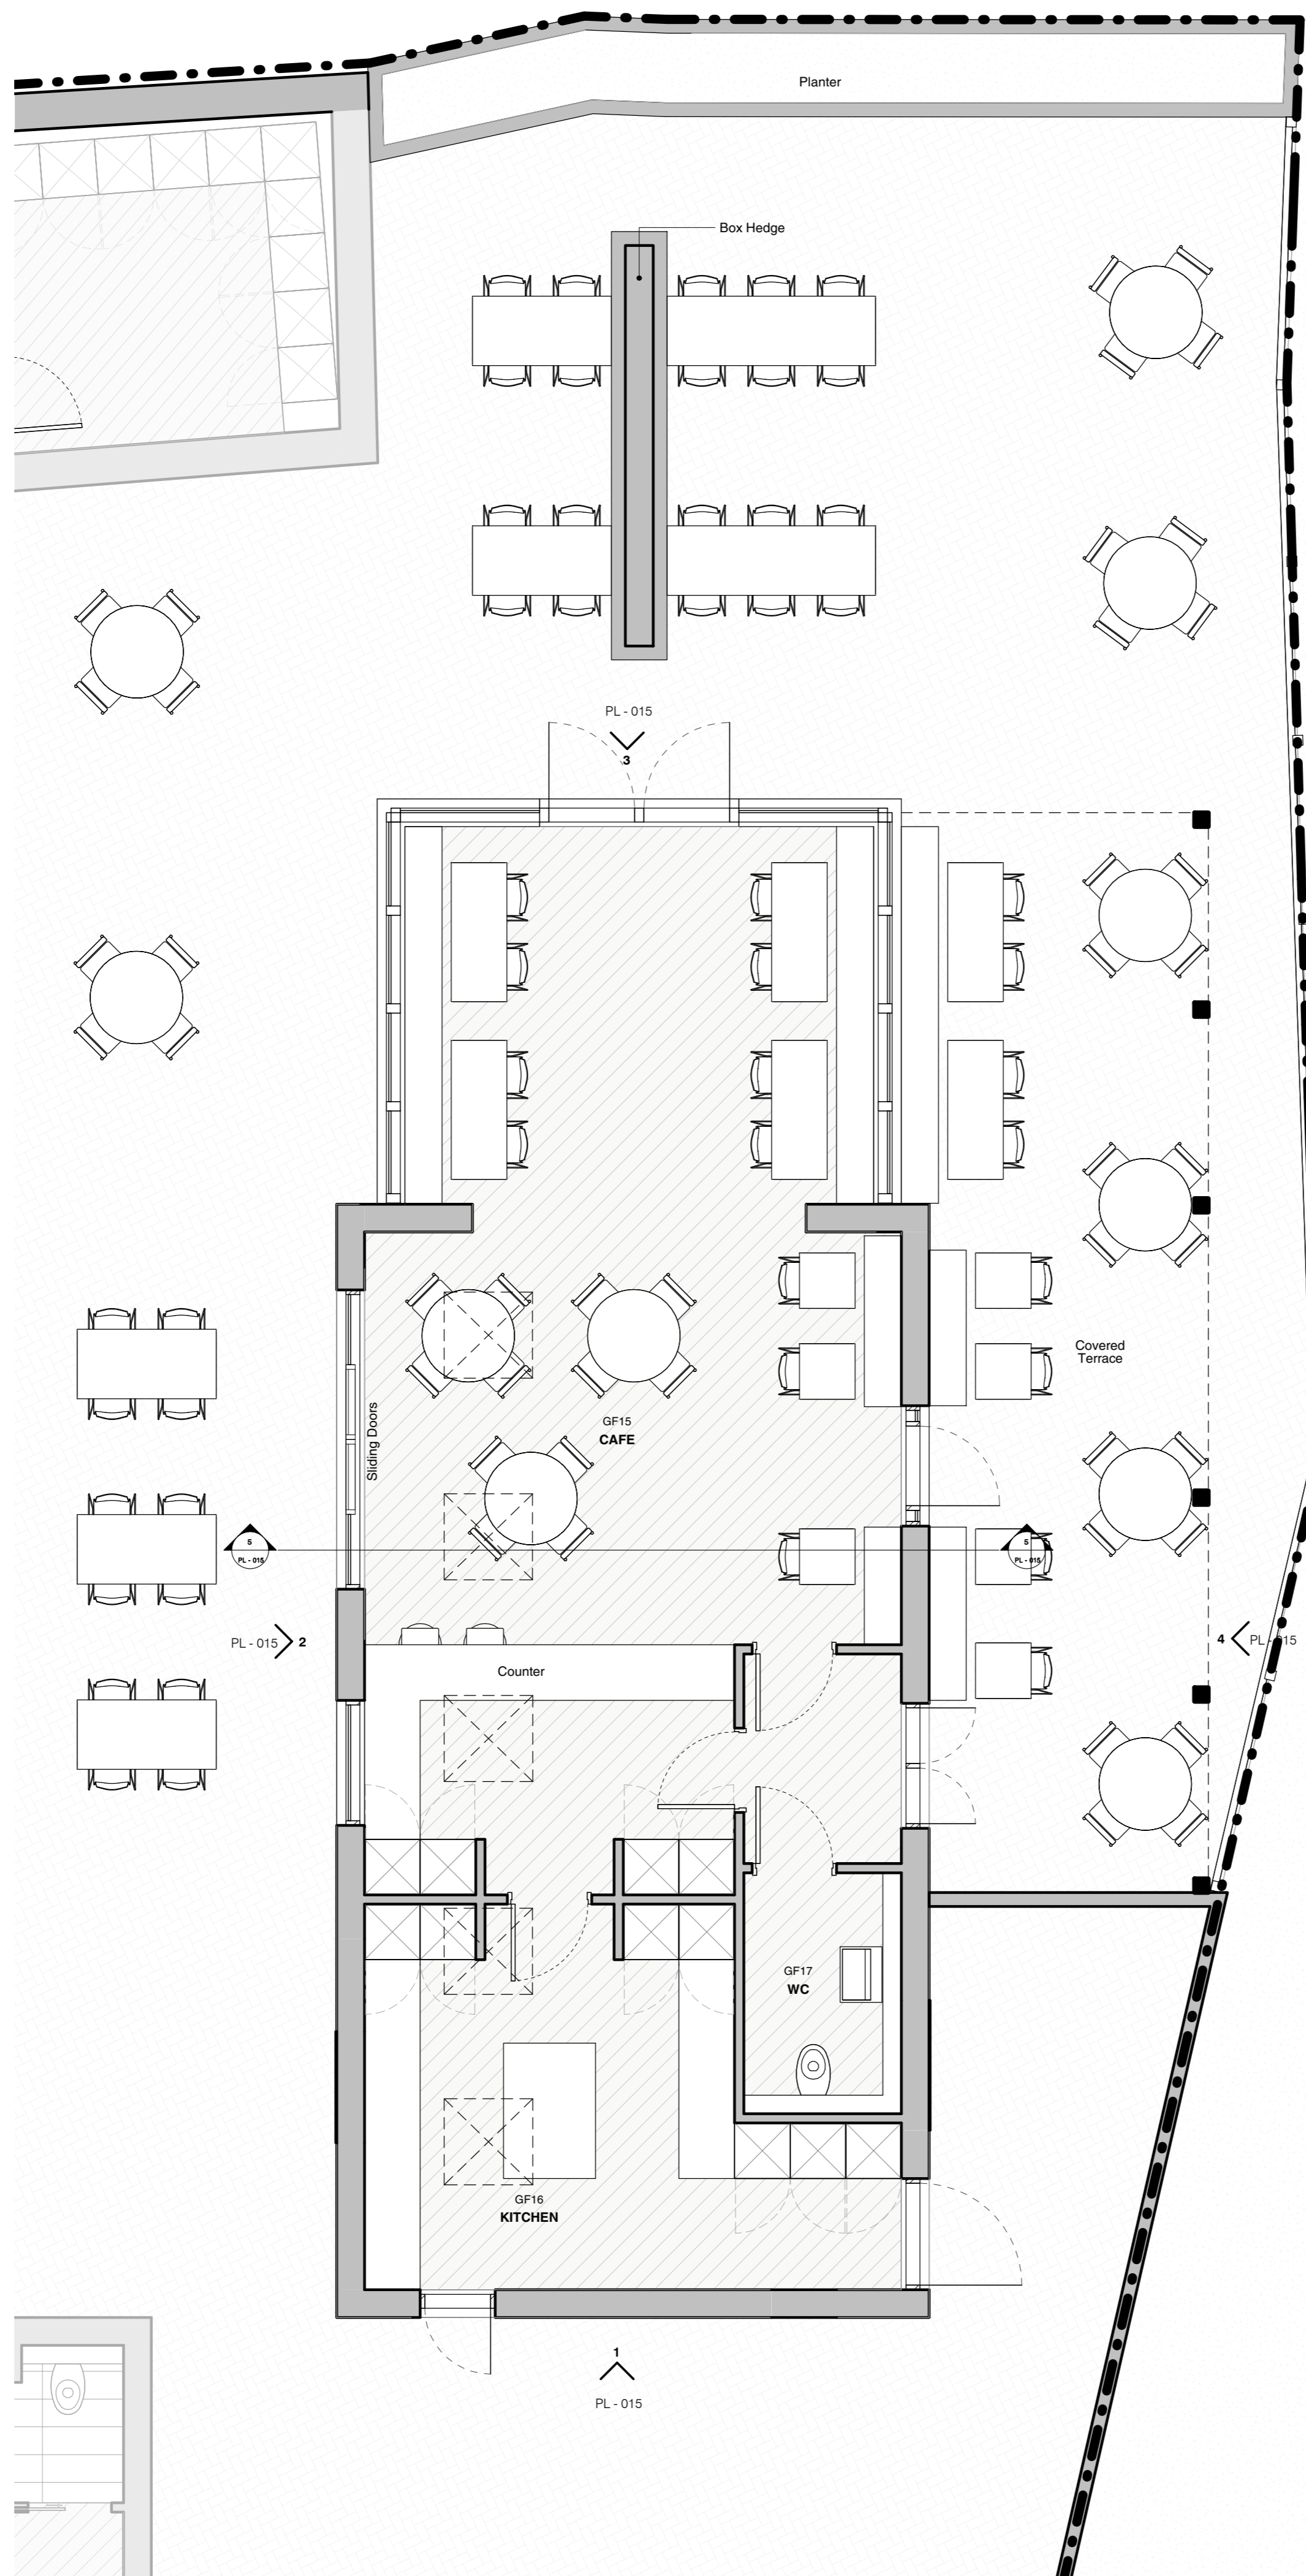 Planter
Box Hedge
PL - 015
3
Covered
Terrace
GF15
CAFE
Sliding Doors
5
PL - 015
5
PL - 015
PL - 015
2
4
PL - 015
Counter
GF17
WC
GF16
KITCHEN
1
PL - 015